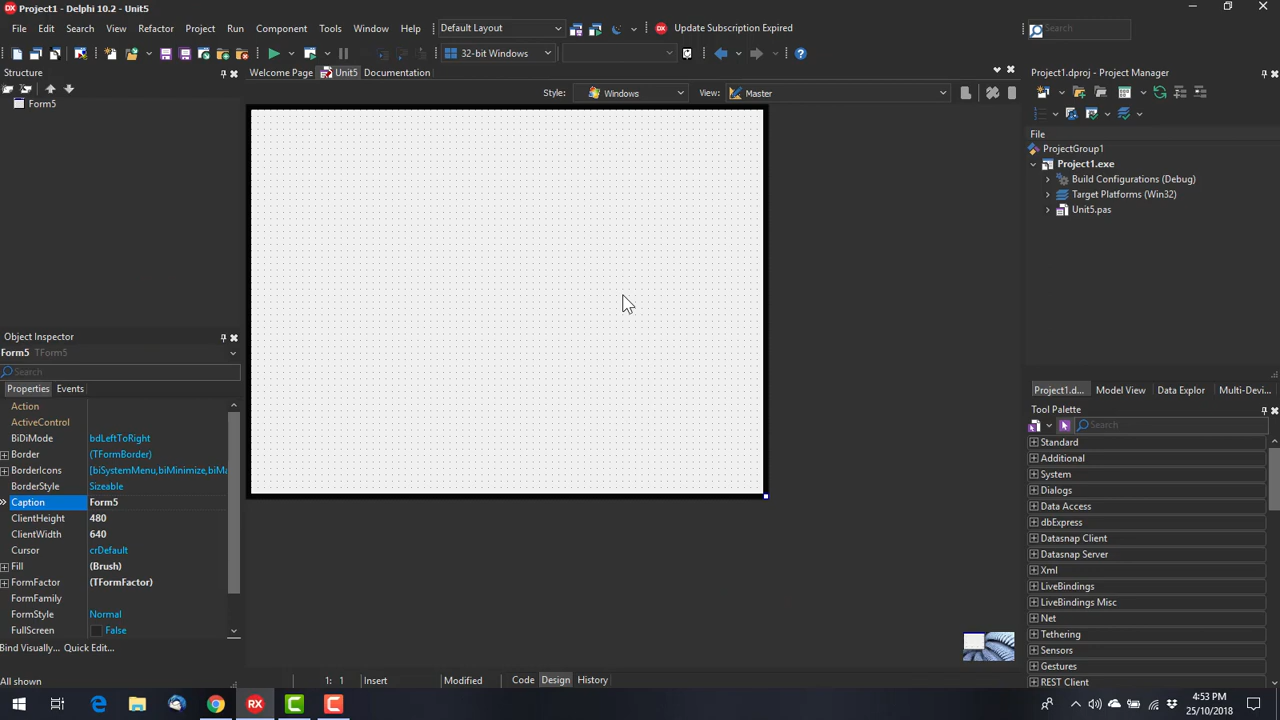 Project1 - Delphi 10.2 - Unit5
File Edit Search View Refactor Project Run Component Tools Window Help
Default Layout
Update Subscription Expired
Search
32-bit Windows
Structure
Form5
Welcome Page Unit5 Documentation
Style: Windows View: Master
Project1.dproj - Project Manager
File
ProjectGroup1
Project1.exe
Build Configurations (Debug)
Target Platforms (Win32)
Unit5.pas
Object Inspector
Form5 TForm5
Search
Properties Events
Action
ActiveControl
BiDiMode bdLeftToRight
Border (TFormBorder)
BorderIcons [biSystemMenu,biMinimize,biMa
BorderStyle Sizeable
Caption Form5
ClientHeight 480
ClientWidth 640
Cursor crDefault
Fill (Brush)
FormFactor (TFormFactor)
FormFamily
FormStyle Normal
FullScreen False
Bind Visually... Quick Edit...
All shown
1: 1 Insert Modified Code Design History
Project1.d... Model View Data Explor Multi-Devi...
Tool Palette
Search
Standard
Additional
System
Dialogs
Data Access
dbExpress
Datasnap Client
Datasnap Server
Xml
LiveBindings
LiveBindings Misc
Net
Tethering
Sensors
Gestures
REST Client
4:53 PM
25/10/2018